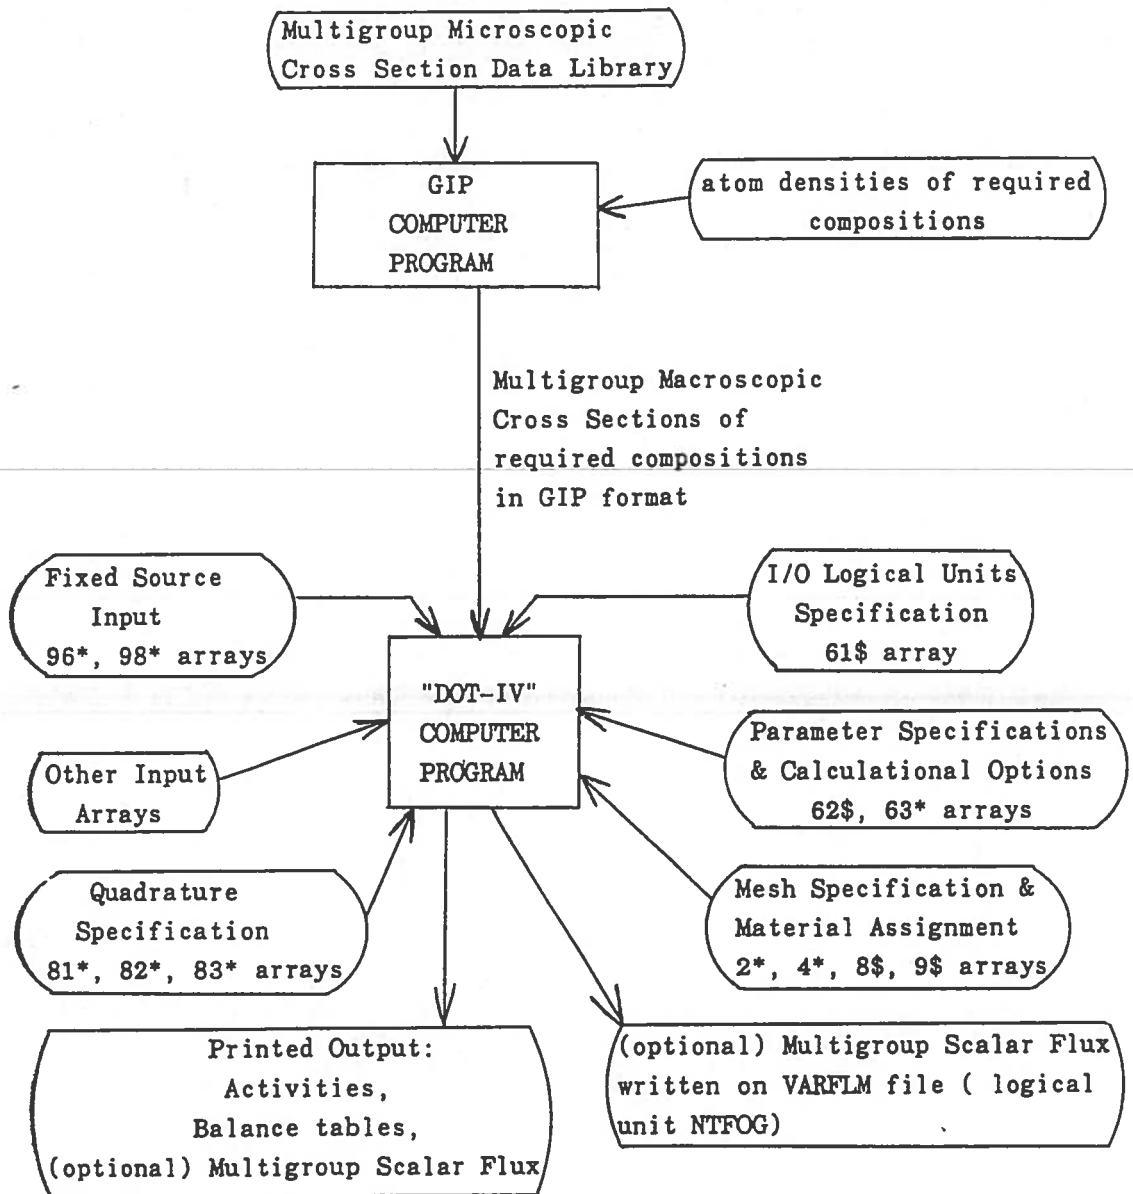 Multigroup Microscopic
Cross Section Data Library
GIP
COMPUTER
PROGRAM
atom densities of required
compositions
Multigroup Macroscopic
Cross Sections of
required compositions
in GIP format
Fixed Source
Input
96*, 98* arrays
I/O Logical Units
Specification
61$ array
"DOT-IV"
COMPUTER
PROGRAM
Other Input
Arrays
Parameter Specifications
& Calculational Options
62$, 63* arrays
Quadrature
Specification
81*, 82*, 83* arrays
Mesh Specification &
Material Assignment
2*, 4*, 8$, 9$ arrays
Printed Output:
Activities,
Balance tables,
(optional) Multigroup Scalar Flux
(optional) Multigroup Scalar Flux
written on VARFLM file ( logical
unit NTFOG)